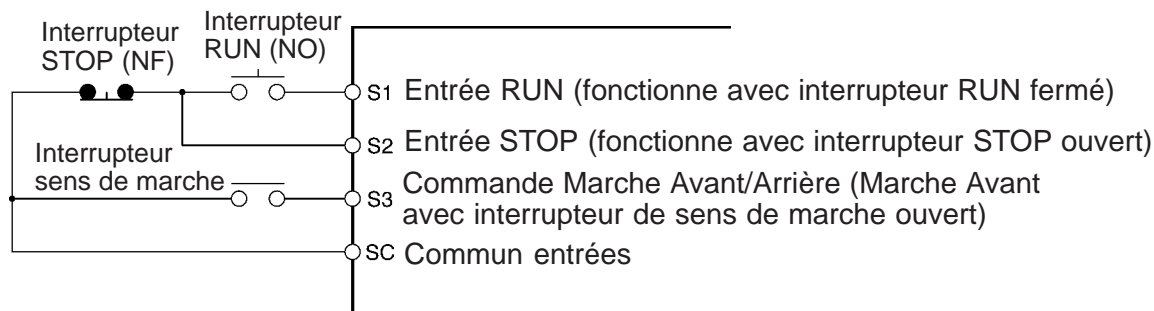 Interrupteur
STOP (NF)
Interrupteur
RUN (NO)
S1 Entrée RUN (fonctionne avec interrupteur RUN fermé)
S2 Entrée STOP (fonctionne avec interrupteur STOP ouvert)
Interrupteur
sens de marche
S3 Commande Marche Avant/Arrière (Marche Avant
avec interrupteur de sens de marche ouvert)
SC Commun entrées